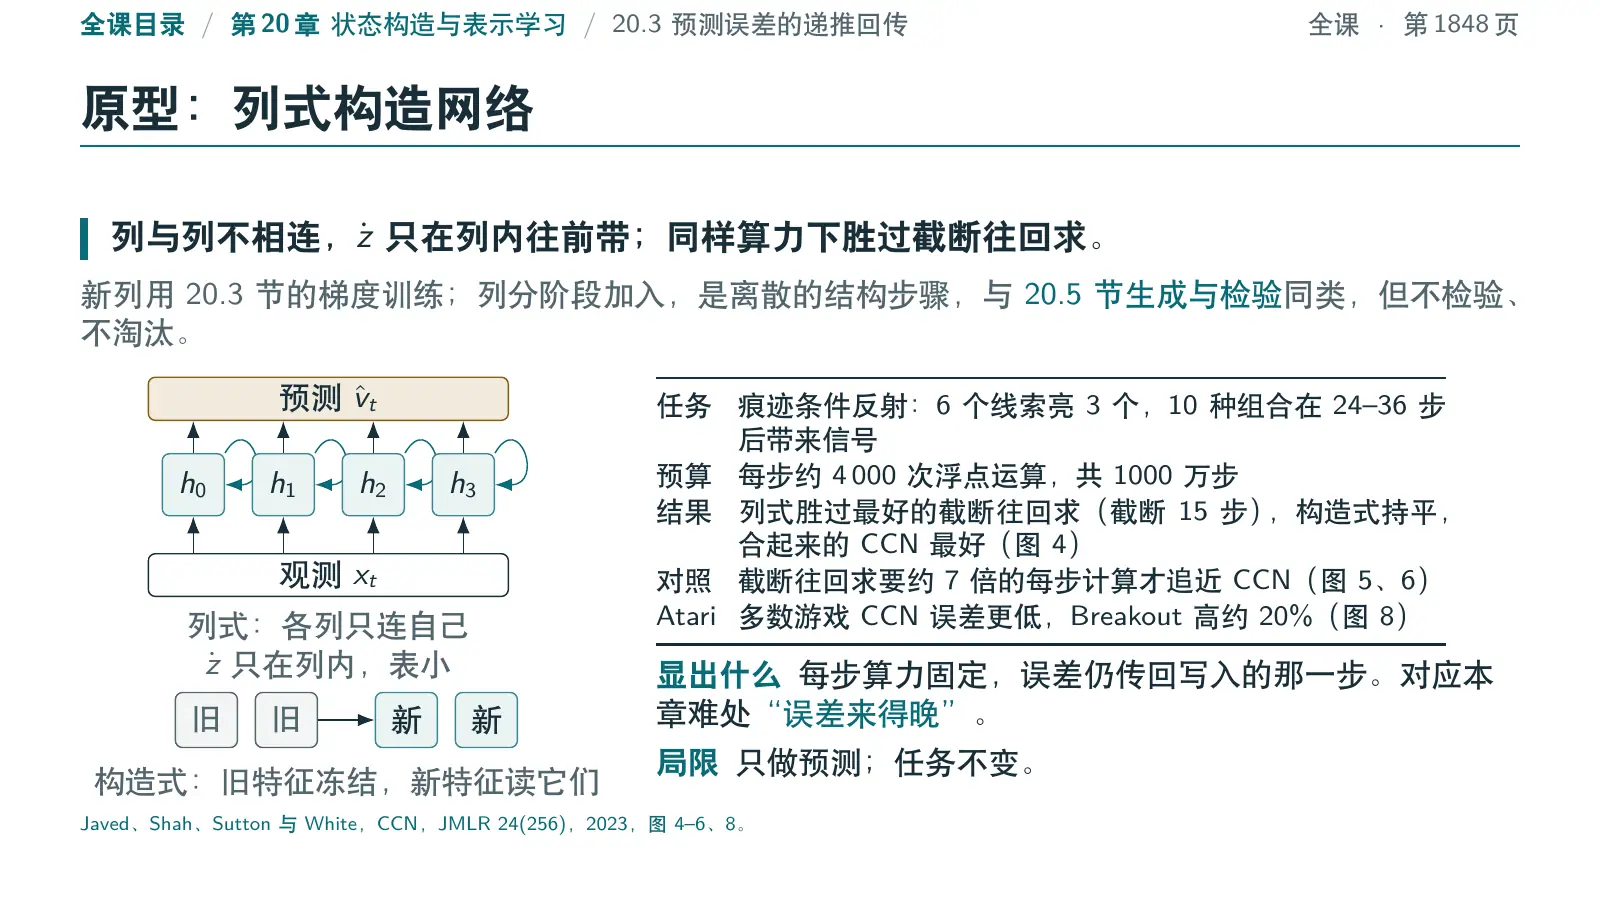 全课目录 / 第 20 章 状态构造与表示学习 / 20.3 预测误差的递推回传
全课 · 第 1848 页
原型：列式构造网络
列与列不相连，ż 只在列内往前带；同样算力下胜过截断往回求。
新列用 20.3 节的梯度训练；列分阶段加入，是离散的结构步骤，与 20.5 节生成与检验同类，但不检验、
不淘汰。
预测 v̂t
h0 h1 h2 h3
观测 xt
列式：各列只连自己
ż 只在列内，表小
旧 旧 新 新
构造式：旧特征冻结，新特征读它们
任务 痕迹条件反射：6 个线索亮 3 个，10 种组合在 24–36 步
后带来信号
预算 每步约 4 000 次浮点运算，共 1000 万步
结果 列式胜过最好的截断往回求（截断 15 步），构造式持平，
合起来的 CCN 最好（图 4）
对照 截断往回求要约 7 倍的每步计算才追近 CCN（图 5、6）
Atari 多数游戏 CCN 误差更低，Breakout 高约 20%（图 8）
显出什么 每步算力固定，误差仍传回写入的那一步。对应本
章难处“误差来得晚”。
局限 只做预测；任务不变。
Javed、Shah、Sutton 与 White，CCN，JMLR 24(256)，2023，图 4–6、8。